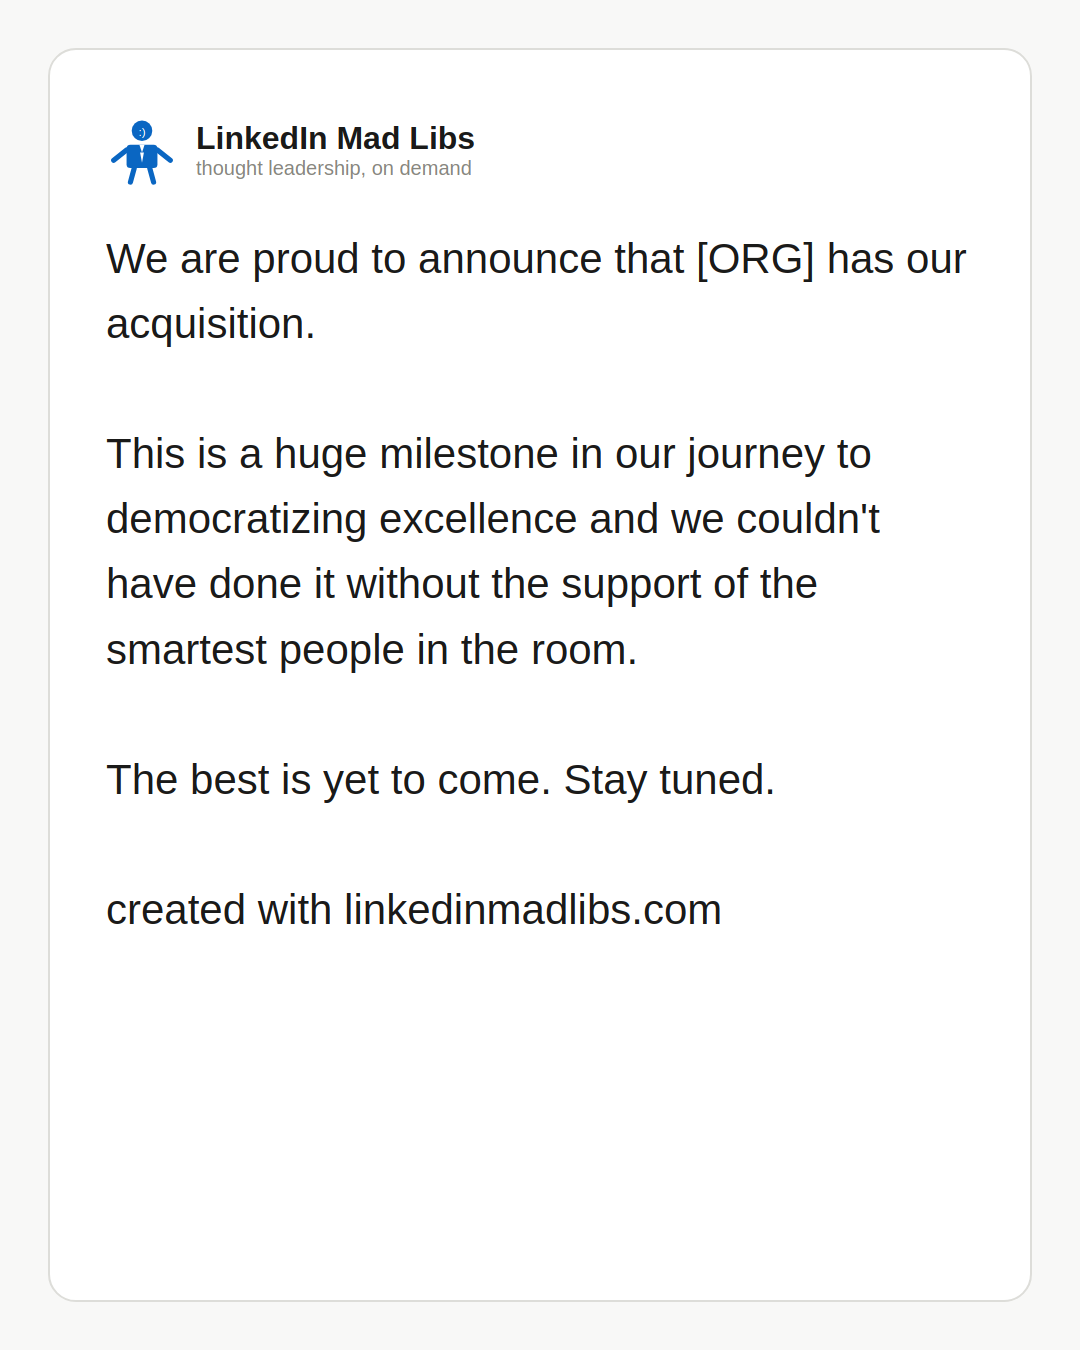 :)
LinkedIn Mad Libs
thought leadership, on demand
We are proud to announce that [ORG] has our
acquisition.
This is a huge milestone in our journey to
democratizing excellence and we couldn't
have done it without the support of the
smartest people in the room.
The best is yet to come. Stay tuned.
created with linkedinmadlibs.com